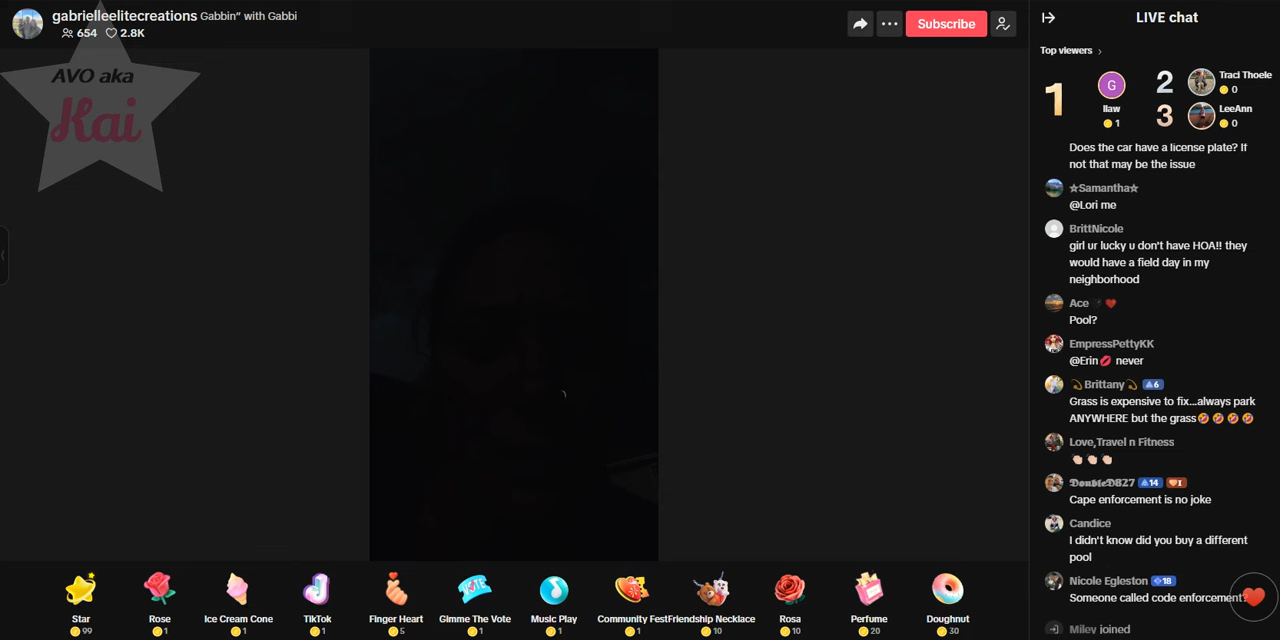 gabrielleelitecreations Gabbin" with Gabbi
654 2.8K
Subscribe
AVO aka
Kai
LIVE chat
Top viewers
1
G
llaw
1
2
Traci Thoele
0
3
LeeAnn
0
Does the car have a license plate? If
not that may be the issue
☆Samantha☆
@Lori me
BrittNicole
girl ur lucky u don't have HOA!! they
would have a field day in my
neighborhood
Ace 🖤 ❤️
Pool?
EmpressPettyKK
@Erin💋 never
💫Brittany💫 6
Grass is expensive to fix...always park
ANYWHERE but the grass🤣🤣🤣🤣
Love,Travel n Fitness
👏🏻👏🏻👏🏻
𝕯𝖔𝖚𝖇𝖑𝖊𝕯827 14 I
Cape enforcement is no joke
Candice
I didn't know did you buy a different
pool
Nicole Egleston 18
Someone called code enforcement?
Miley joined
Star
99
Rose
1
Ice Cream Cone
1
TikTok
1
Finger Heart
5
VOTE
Gimme The Vote
1
Music Play
1
Community Fest
1
Friendship Necklace
10
Rosa
10
Perfume
20
Doughnut
30